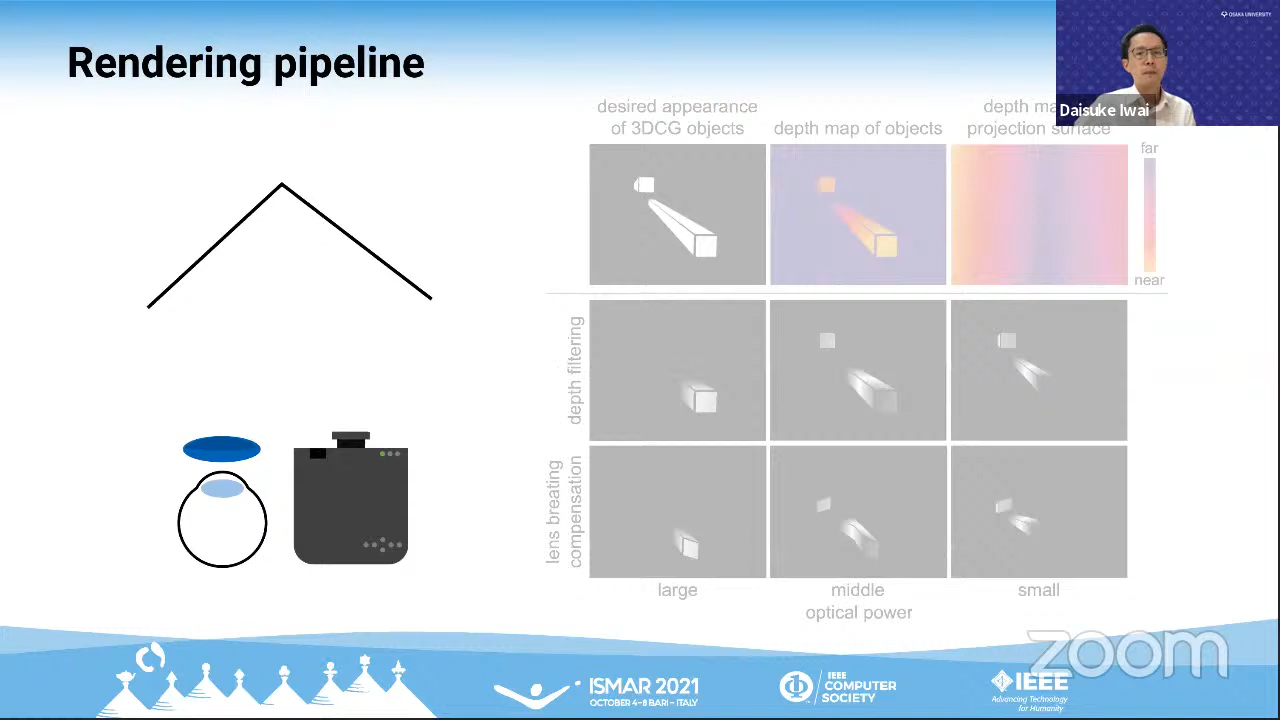 Rendering pipeline
OSAKA UNIVERSITY
Daisuke Iwai
desired appearance
of 3DCG objects
depth map of objects
depth ma
projection surface
far
near
depth filtering
lens breating
compensation
large
middle
small
optical power
zoom
ISMAR 2021
OCTOBER 4-8 BARI - ITALY
IEEE
COMPUTER
SOCIETY
IEEE
Advancing Technology
for Humanity